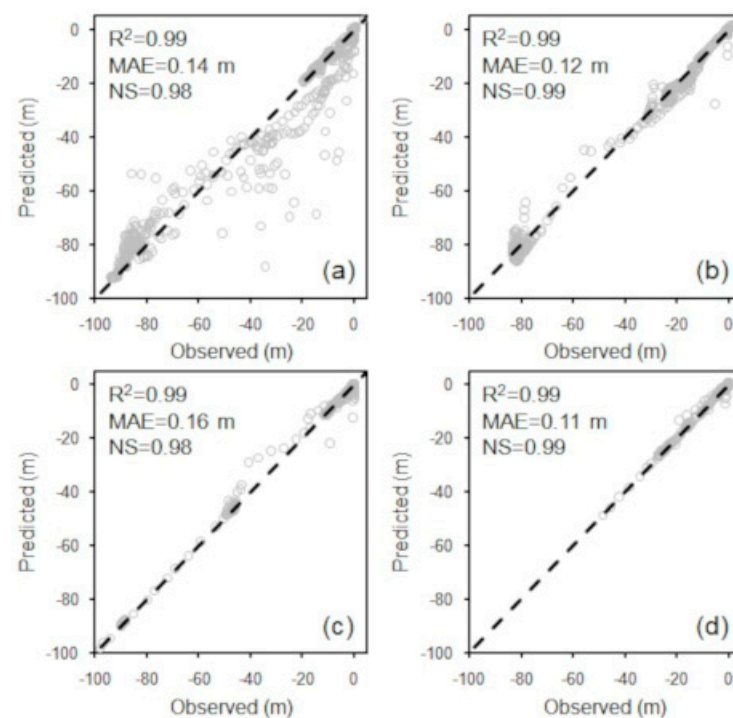 0
-20
-40
-60
-80
-100
Predicted (m)
R²=0.99
MAE=0.14 m
NS=0.98
(a)
-100 -80 -60 -40 -20 0
Observed (m)
0
-20
-40
-60
-80
-100
Predicted (m)
R²=0.99
MAE=0.12 m
NS=0.99
(b)
-100 -80 -60 -40 -20 0
Observed (m)
0
-20
-40
-60
-80
-100
Predicted (m)
R²=0.99
MAE=0.16 m
NS=0.98
(c)
-100 -80 -60 -40 -20 0
Observed (m)
0
-20
-40
-60
-80
-100
Predicted (m)
R²=0.99
MAE=0.11 m
NS=0.99
(d)
-100 -80 -60 -40 -20 0
Observed (m)